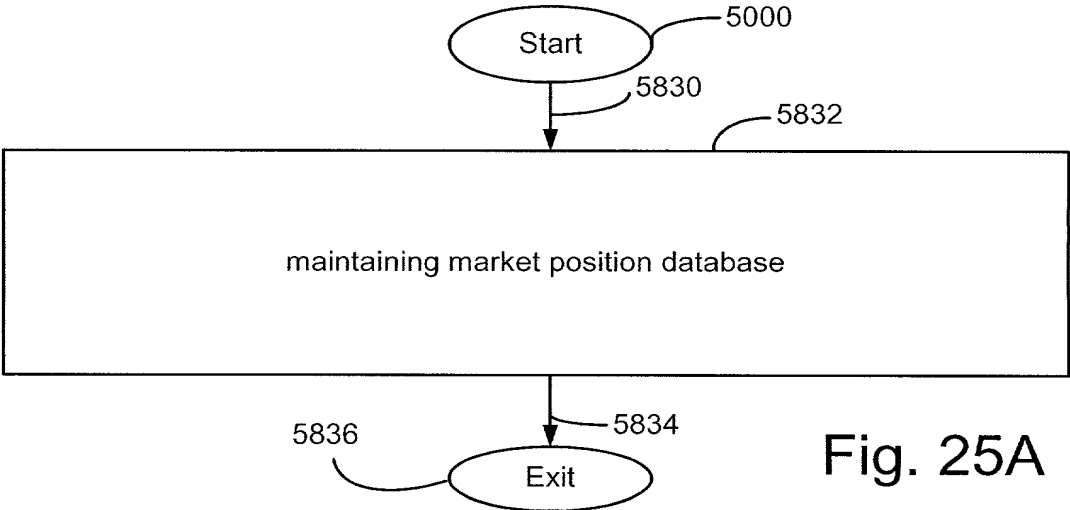 Start
5000
5830
5832
maintaining market position database
5834
5836
Exit
Fig. 25A